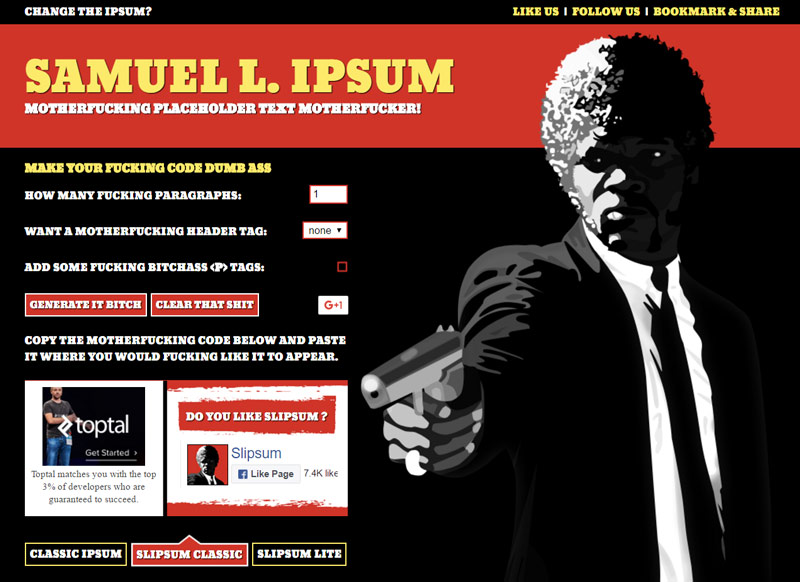 CHANGE THE IPSUM?
LIKE US | FOLLOW US | BOOKMARK & SHARE
SAMUEL L. IPSUM
MOTHERFUCKING PLACEHOLDER TEXT MOTHERFUCKER!
MAKE YOUR FUCKING CODE DUMB ASS
HOW MANY FUCKING PARAGRAPHS: 1
WANT A MOTHERFUCKING HEADER TAG: none
ADD SOME FUCKING BITCHASS <P> TAGS:
GENERATE IT BITCH CLEAR THAT SHIT G+1
COPY THE MOTHERFUCKING CODE BELOW AND PASTE
IT WHERE YOU WOULD FUCKING LIKE IT TO APPEAR.
toptal
Get Started >
Toptal matches you with the top
3% of developers who are
guaranteed to succeed.
DO YOU LIKE SLIPSUM ?
Slipsum
Like Page 7.4K like
CLASSIC IPSUM SLIPSUM CLASSIC SLIPSUM LITE